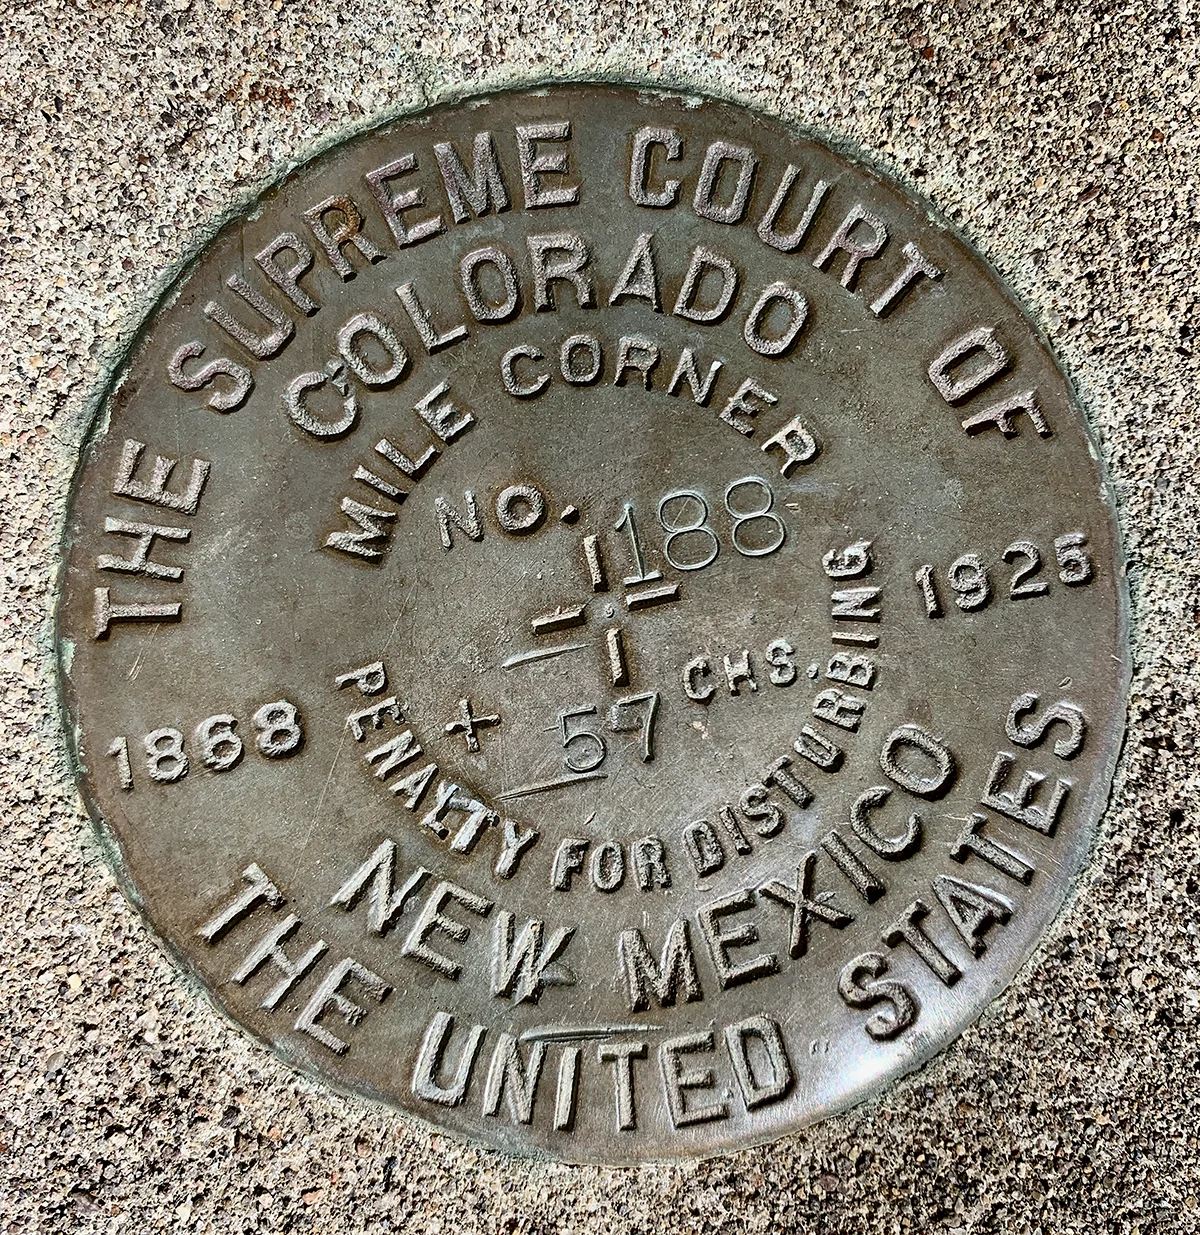 THE SUPREME COURT OF
COLORADO
MILE CORNER
NO. 188
1868
1925
+ 57 CHS.
PENALTY FOR DISTURBING
NEW MEXICO
THE UNITED STATES